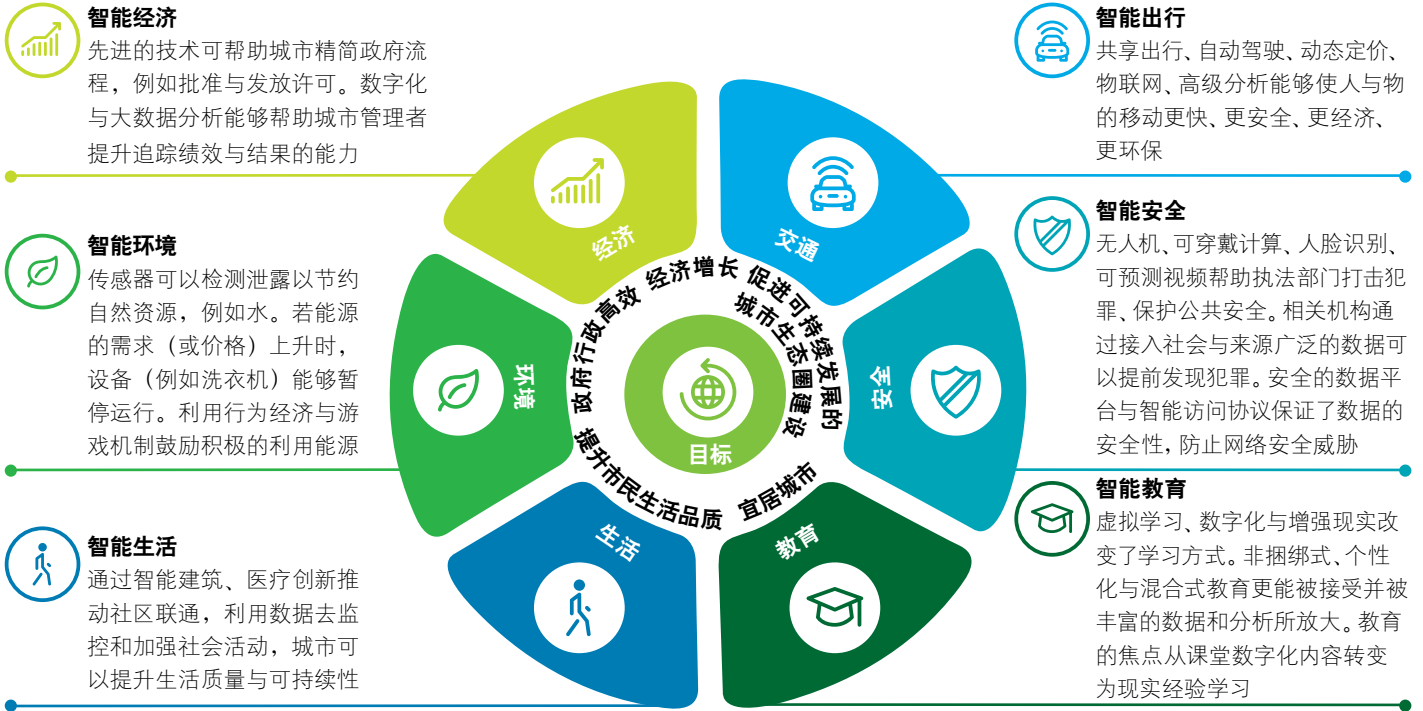 智能经济
先进的技术可帮助城市精简政府流
程，例如批准与发放许可。数字化
与大数据分析能够帮助城市管理者
提升追踪绩效与结果的能力
智能环境
传感器可以检测泄露以节约
自然资源，例如水。若能源
的需求（或价格）上升时，
设备（例如洗衣机）能够暂
停运行。利用行为经济与游
戏机制鼓励积极的利用能源
智能生活
通过智能建筑、医疗创新推
动社区联通，利用数据去监
控和加强社会活动，城市可
以提升生活质量与可持续性
经济
交通
环境
安全
生活
教育
政府行政高效
经济增长
促进可持续发展的
城市生态圈建设
提升市民生活品质
宜居城市
目标
智能出行
共享出行、自动驾驶、动态定价、
物联网、高级分析能够使人与物
的移动更快、更安全、更经济、
更环保
智能安全
无人机、可穿戴计算、人脸识别、
可预测视频帮助执法部门打击犯
罪、保护公共安全。相关机构通
过接入社会与来源广泛的数据可
以提前发现犯罪。安全的数据平
台与智能访问协议保证了数据的
安全性，防止网络安全威胁
智能教育
虚拟学习、数字化与增强现实改
变了学习方式。非捆绑式、个性
化与混合式教育更能被接受并被
丰富的数据和分析所放大。教育
的焦点从课堂数字化内容转变
为现实经验学习